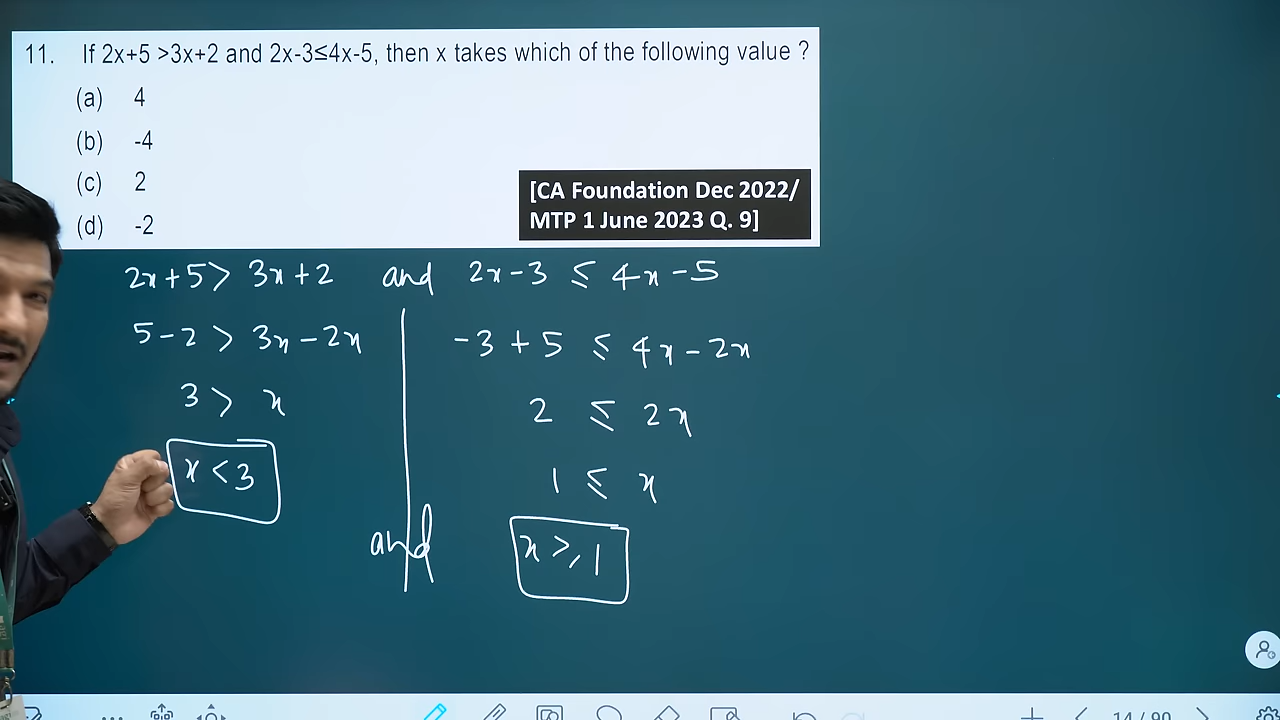 11. If 2x+5 >3x+2 and 2x-3≤4x-5, then x takes which of the following value ?
(a) 4
(b) -4
(c) 2
(d) -2
[CA Foundation Dec 2022/
MTP 1 June 2023 Q. 9]
2x+5 > 3x+2 and 2x-3 ≤ 4x-5
5-2 > 3x-2x
-3+5 ≤ 4x-2x
3 > x
2 ≤ 2x
x < 3
1 ≤ x
and
x ≥ 1
14 / 90